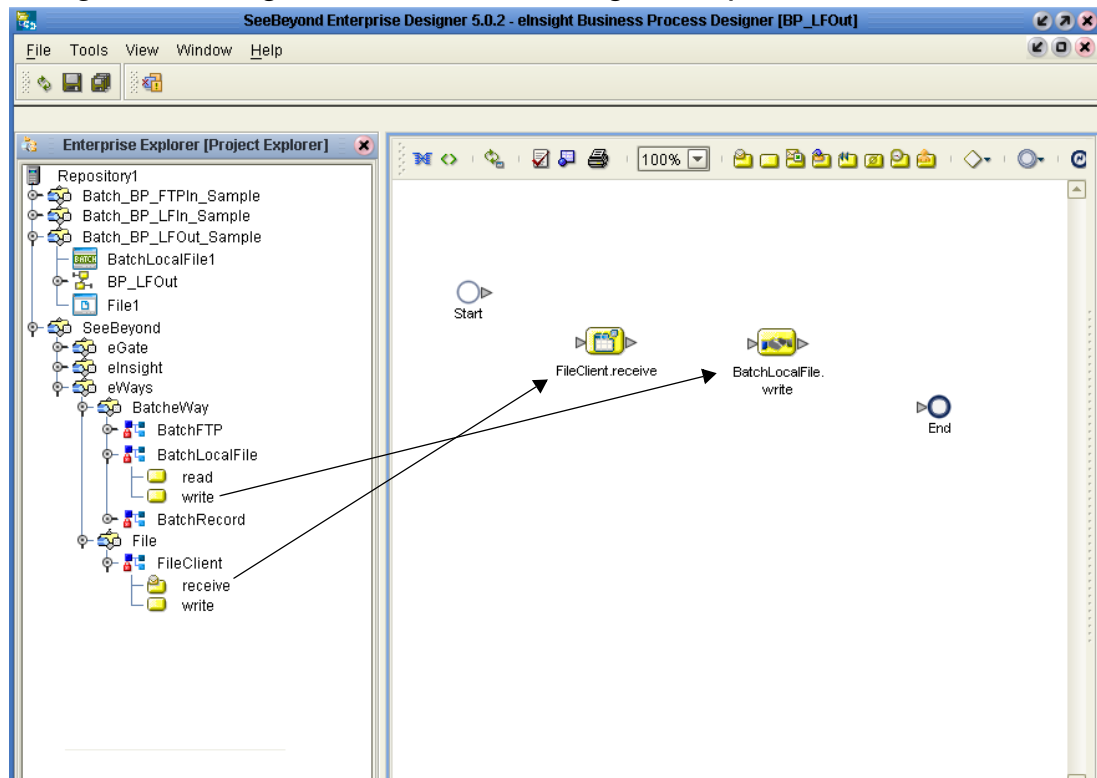 SeeBeyond Enterprise Designer 5.0.2 - eInsight Business Process Designer [BP_LFOut]
File Tools View Window Help
Enterprise Explorer [Project Explorer]
100%
Repository1
Batch_BP_FTPIn_Sample
Batch_BP_LFIn_Sample
Batch_BP_LFOut_Sample
BATCH BatchLocalFile1
BP_LFOut
File1
SeeBeyond
eGate
eInsight
eWays
BatcheWay
BatchFTP
BatchLocalFile
read
write
BatchRecord
File
FileClient
receive
write
Start
FileClient.receive
BatchLocalFile.
write
End